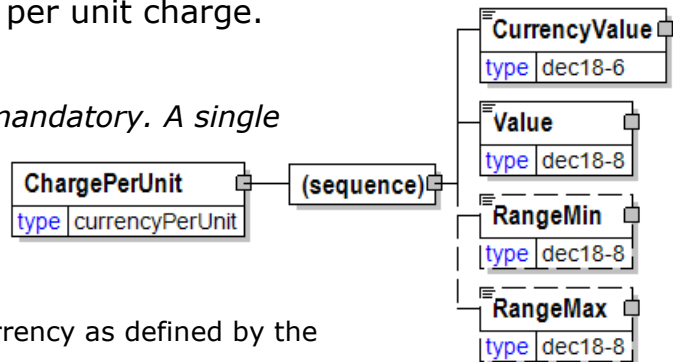 per unit charge.
CurrencyValue
type dec18-6
mandatory. A single
Value
type dec18-8
ChargePerUnit
type currencyPerUnit
(sequence)
RangeMin
type dec18-8
RangeMax
type dec18-8
rrency as defined by the